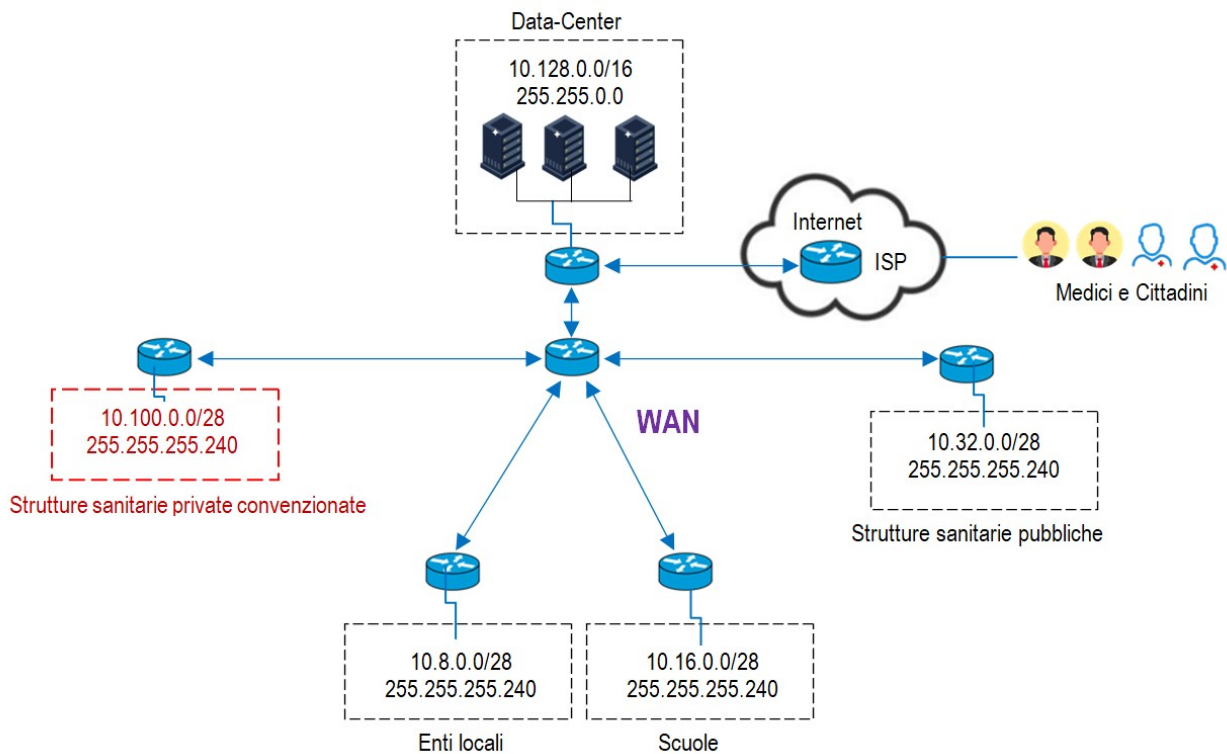 Data-Center
10.128.0.0/16
255.255.0.0
Internet
ISP
Medici e Cittadini
10.100.0.0/28
255.255.255.240
Strutture sanitarie private convenzionate
WAN
10.32.0.0/28
255.255.255.240
Strutture sanitarie pubbliche
10.8.0.0/28
255.255.255.240
Enti locali
10.16.0.0/28
255.255.255.240
Scuole